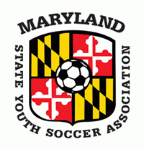 MARYLAND
STATE YOUTH SOCCER ASSOCIATION